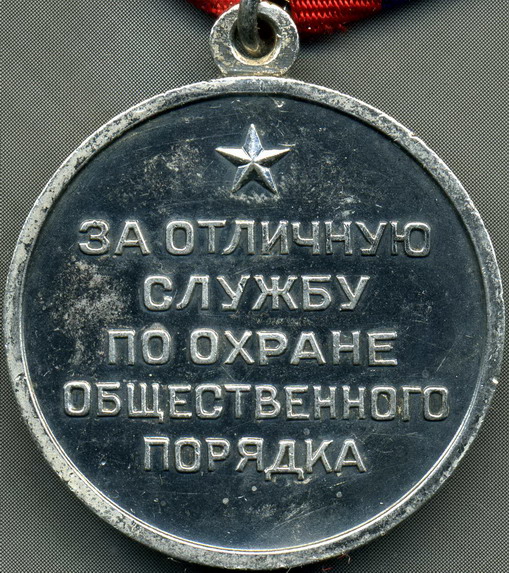 ЗА ОТЛИЧНУЮ
СЛУЖБУ
ПО ОХРАНЕ
ОБЩЕСТВЕННОГО
ПОРЯДКА